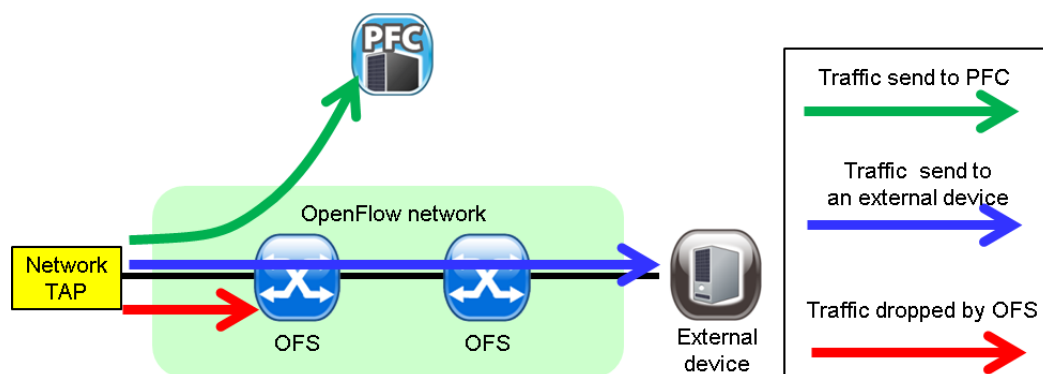 PFC
OpenFlow network
Network
TAP
OFS
OFS
External
device
Traffic send to PFC
Traffic send to
an external device
Traffic dropped by OFS